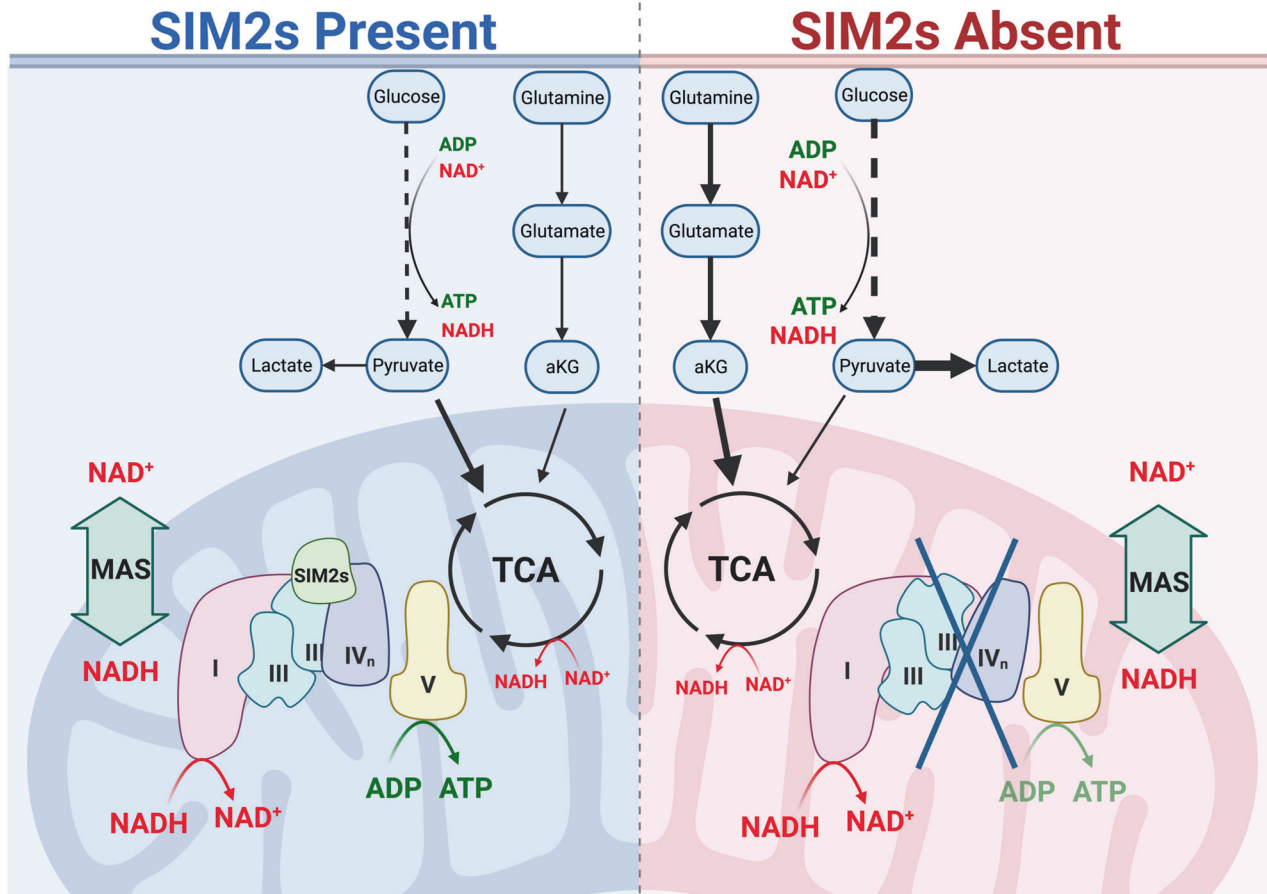 SIM2s Present
Glucose
Glutamine
ADP
NAD⁺
Glutamate
ATP
NADH
Lactate
Pyruvate
aKG
NAD⁺
MAS
NADH
TCA
SIM2s
I
III
III
IVₙ
V
NADH
NAD⁺
ADP
ATP
NADH
NAD⁺
SIM2s Absent
Glutamine
Glucose
ADP
NAD⁺
Glutamate
ATP
NADH
aKG
Pyruvate
Lactate
TCA
NADH
NAD⁺
I
III
III
IVₙ
V
NAD⁺
MAS
NADH
ADP
ATP
NADH
NAD⁺